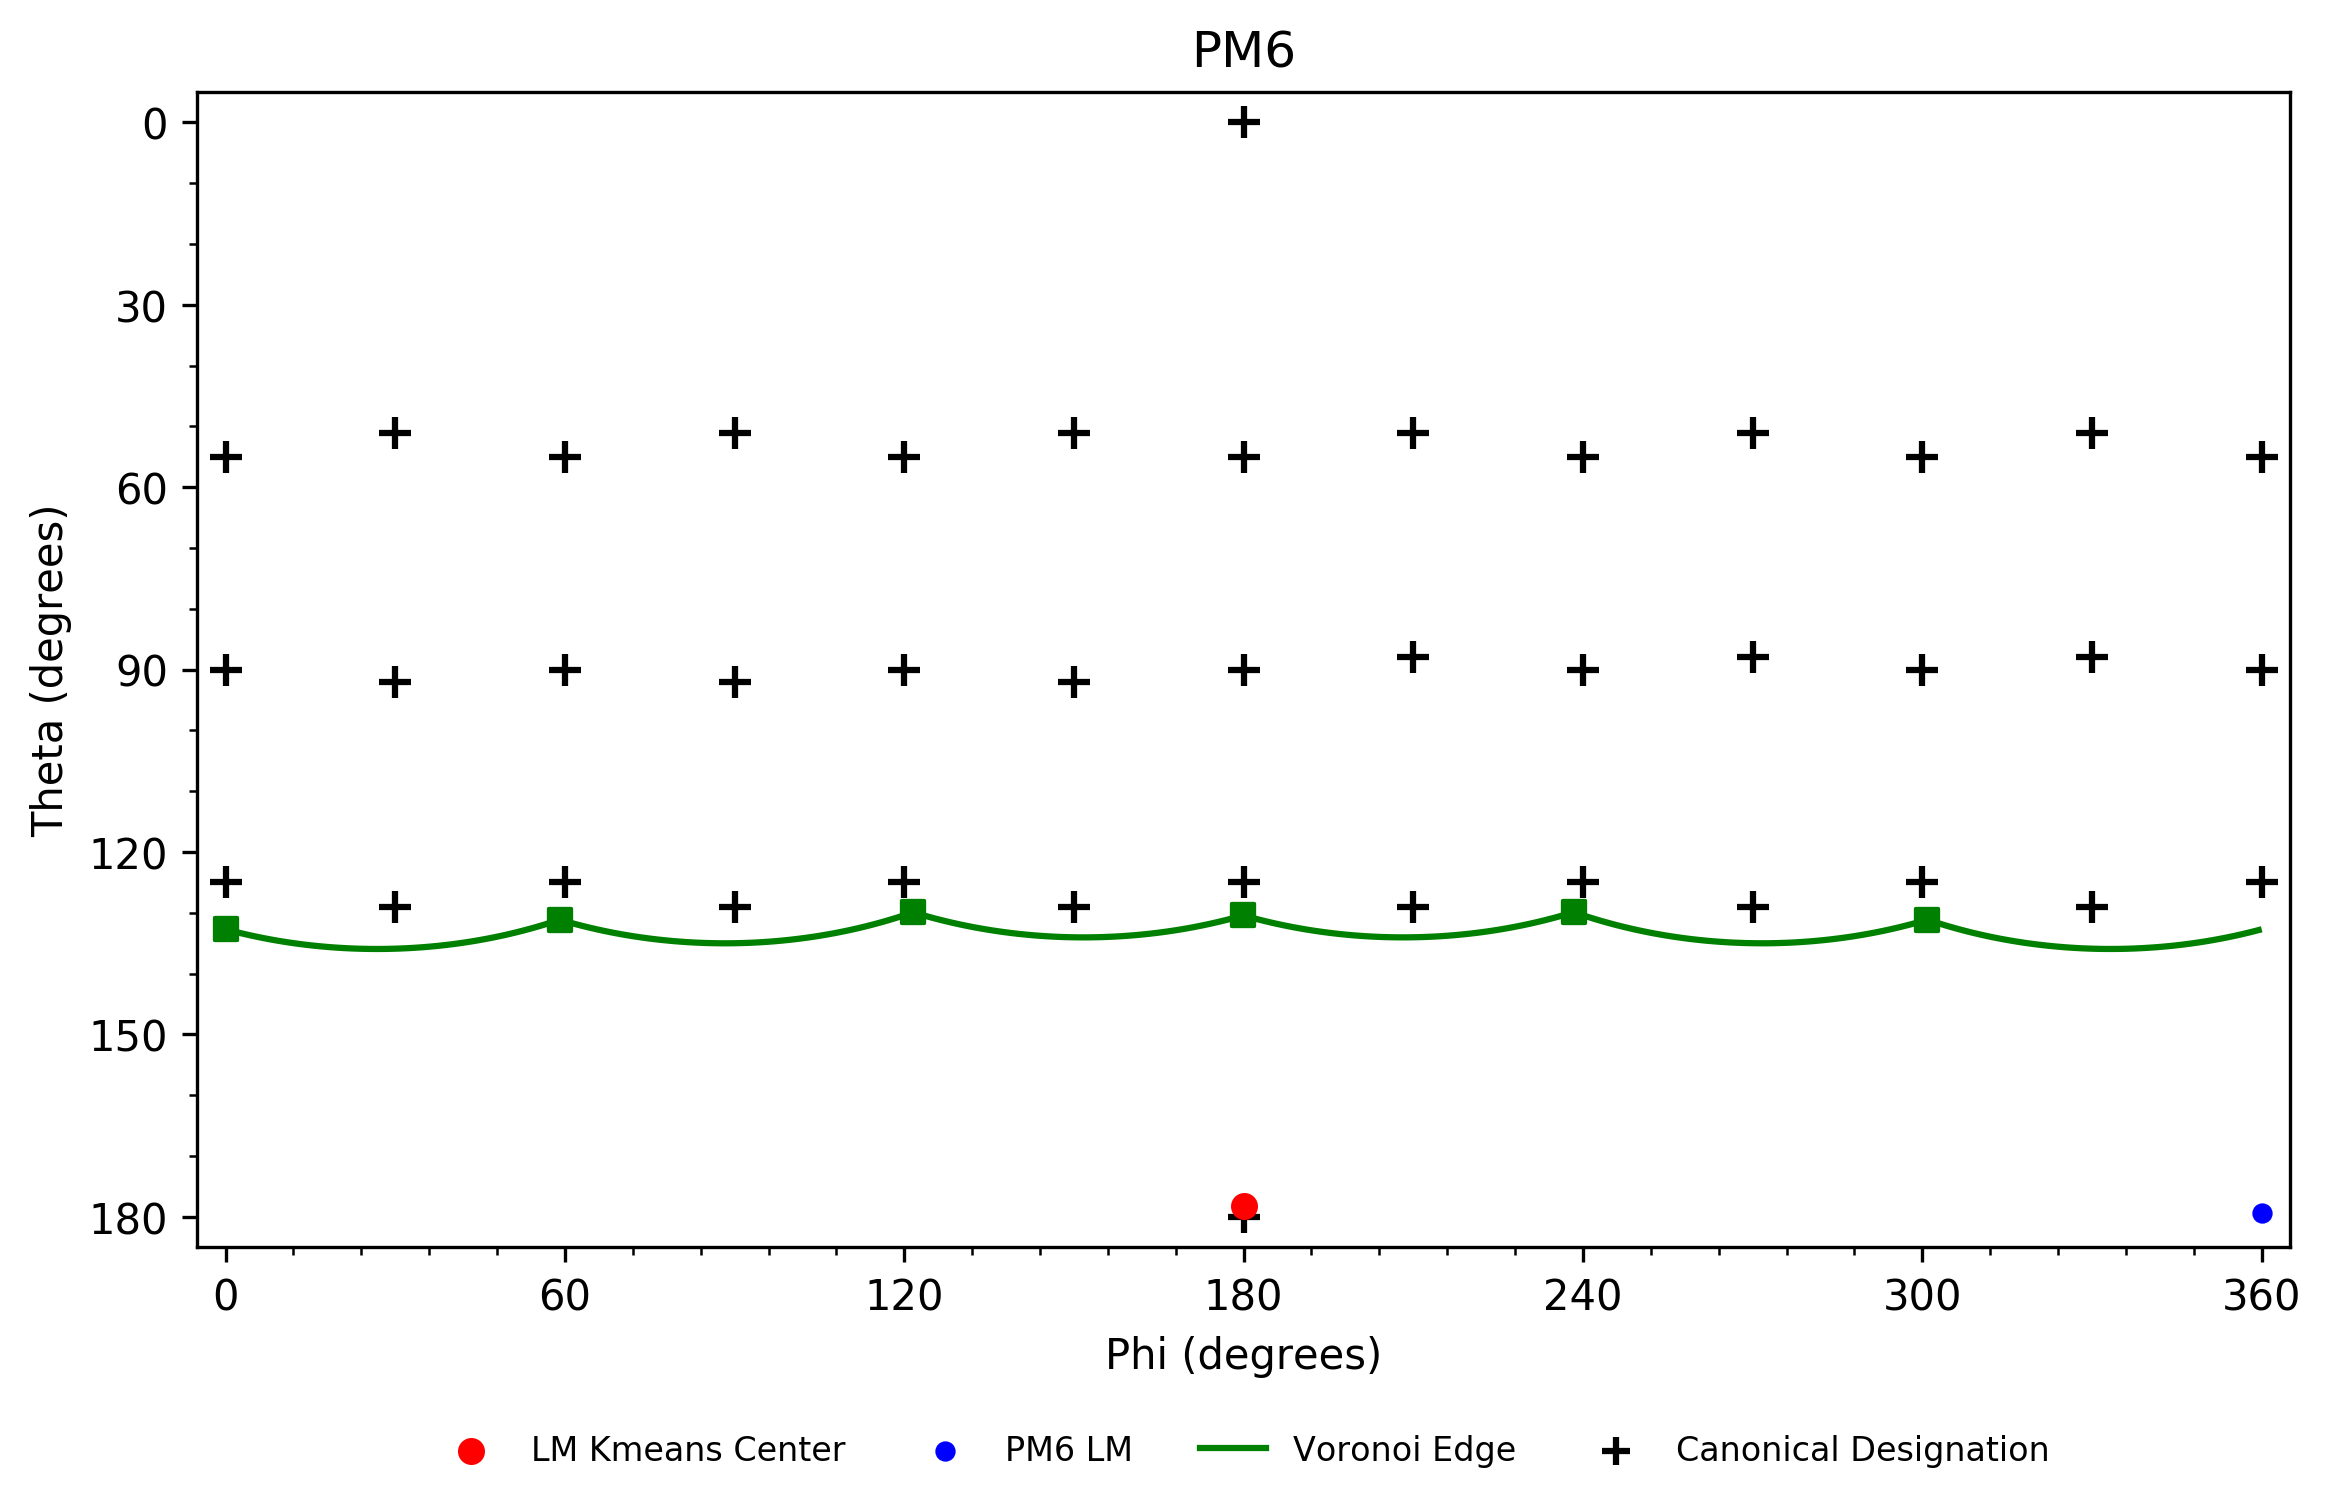 PM6
0
30
60
90
120
150
180
Theta (degrees)
0 60 120 180 240 300 360
Phi (degrees)
LM Kmeans Center PM6 LM Voronoi Edge Canonical Designation